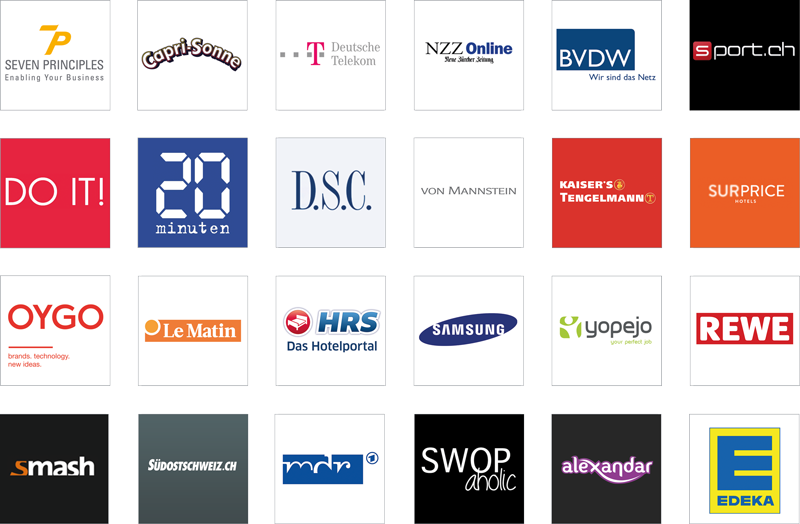 7P
SEVEN PRINCIPLES
Enabling Your Business
Capri-Sonne
T
Deutsche
Telekom
NZZ Online
Neue Zürcher Zeitung
BVDW
Wir sind das Netz
sport.ch
DO IT!
20
minuten
D.S.C.
VON MANNSTEIN
KAISER'S
TENGELMANN
SURPRICE
HOTELS
OYGO
brands. technology.
new ideas.
Le Matin
HRS
Das Hotelportal
SAMSUNG
yopejo
your perfect job
REWE
smash
SÜDOSTSCHWEIZ.CH
mdr
SWOP
aholic
alexandar
E
EDEKA